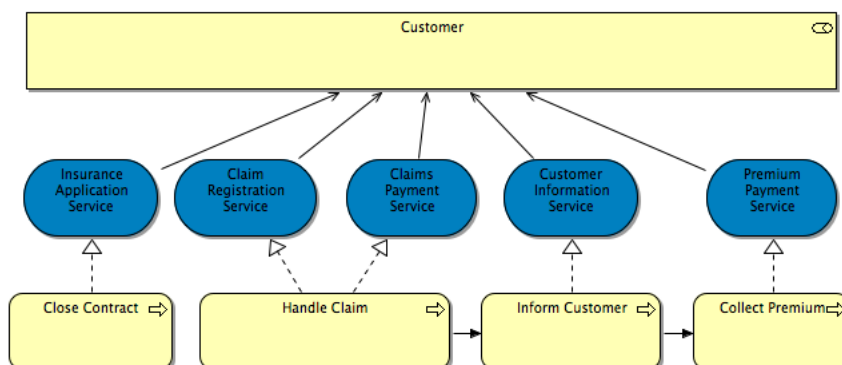 Customer
Insurance
Application
Service
Claim
Registration
Service
Claims
Payment
Service
Customer
Information
Service
Premium
Payment
Service
Close Contract
Handle Claim
Inform Customer
Collect Premium